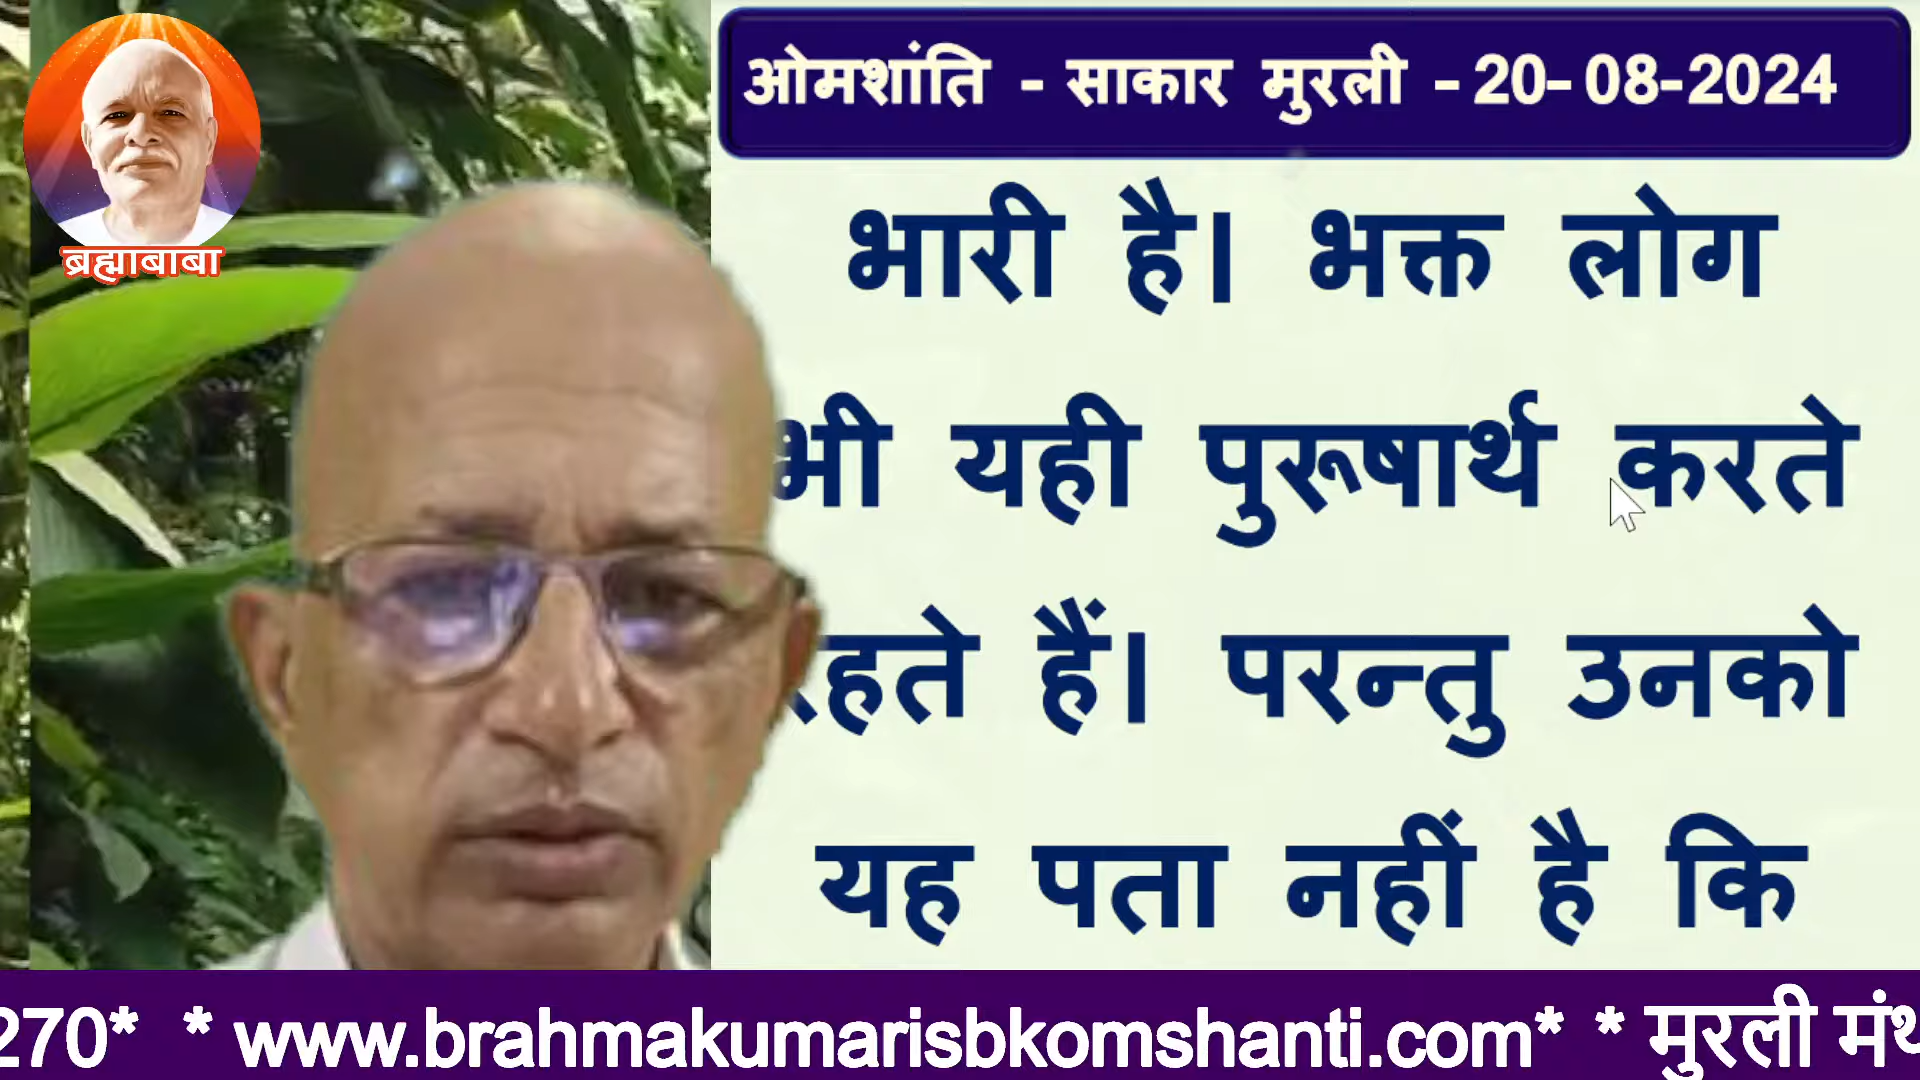 ओमशांति - साकार मुरली - 20-08-2024
ब्रह्माबाबा
भारी है। भक्त लोग
भी यही पुरूषार्थ करते
रहते हैं। परन्तु उनको
यह पता नहीं है कि
270* * www.brahmakumarisbkomshanti.com* * मुरली